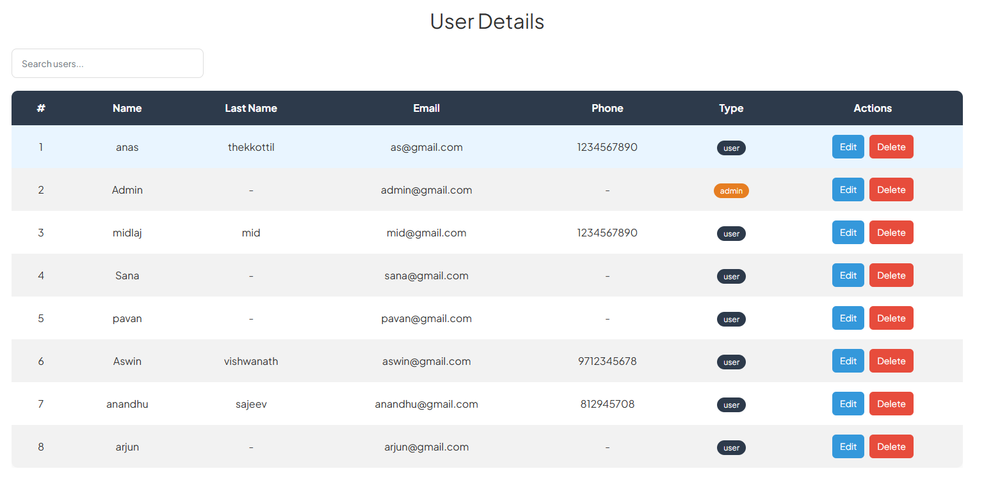 User Details
Search users...
# Name Last Name Email Phone Type Actions
1 anas thekkottil as@gmail.com 1234567890 user Edit Delete
2 Admin - admin@gmail.com - admin Edit Delete
3 midlaj mid mid@gmail.com 1234567890 user Edit Delete
4 Sana - sana@gmail.com - user Edit Delete
5 pavan - pavan@gmail.com - user Edit Delete
6 Aswin vishwanath aswin@gmail.com 9712345678 user Edit Delete
7 anandhu sajeev anandhu@gmail.com 812945708 user Edit Delete
8 arjun - arjun@gmail.com - user Edit Delete